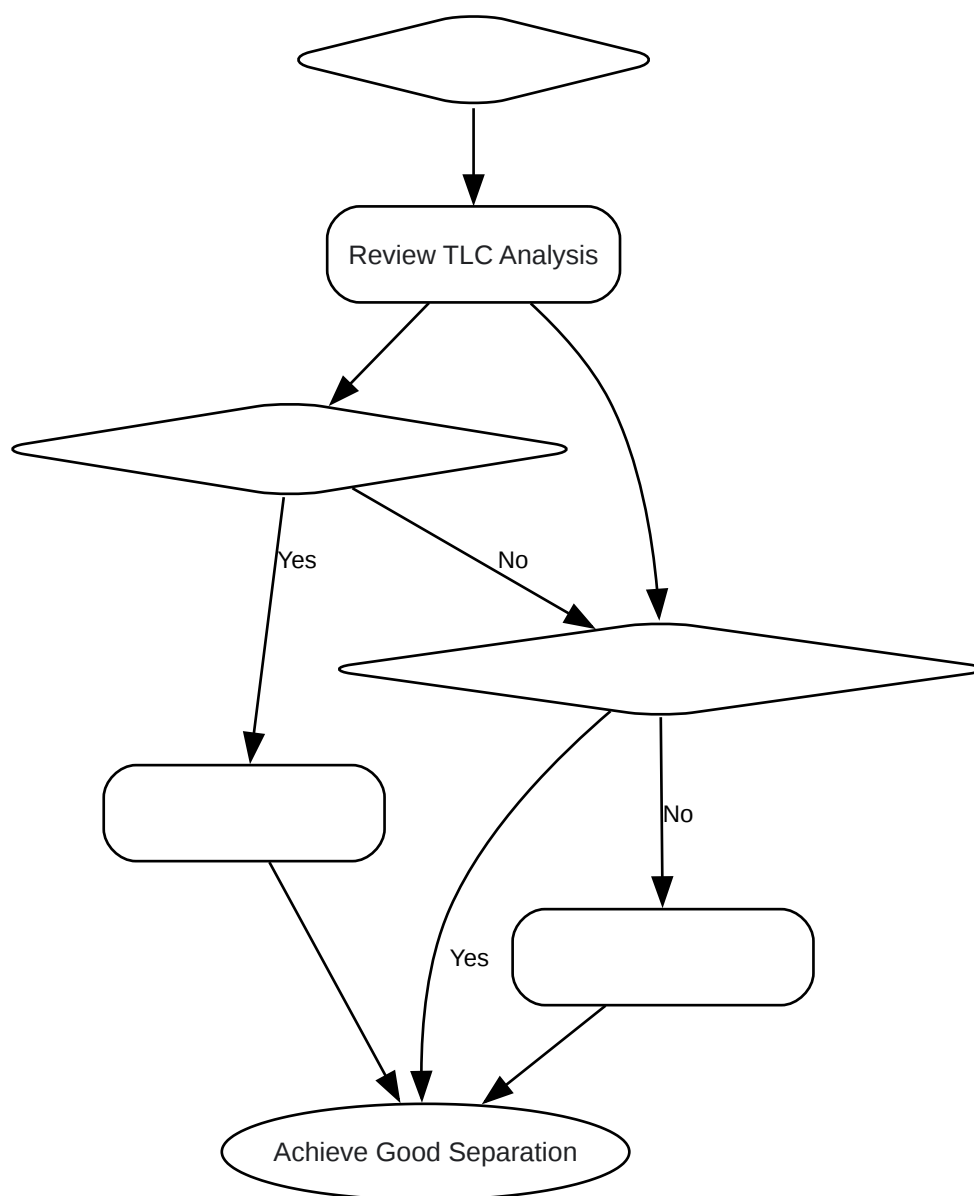 Review TLC Analysis
Yes
No
No
Yes
Achieve Good Separation